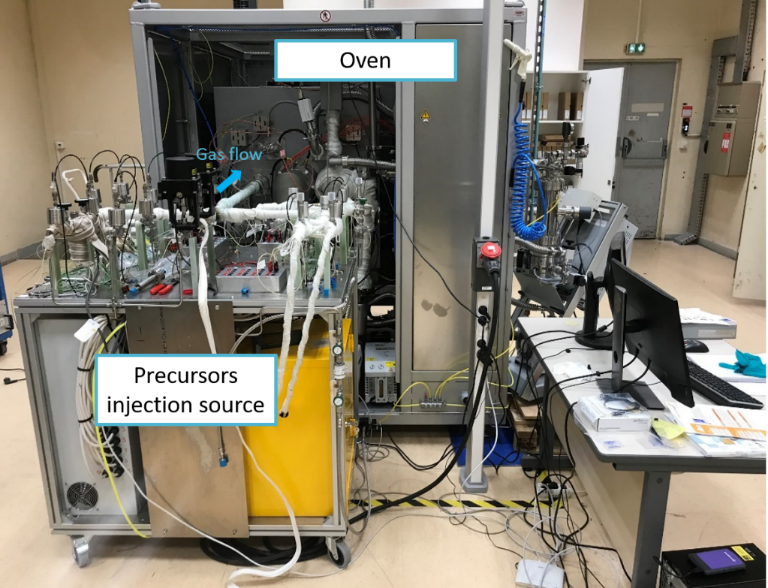 Oven
Gas flow
Precursors
injection source